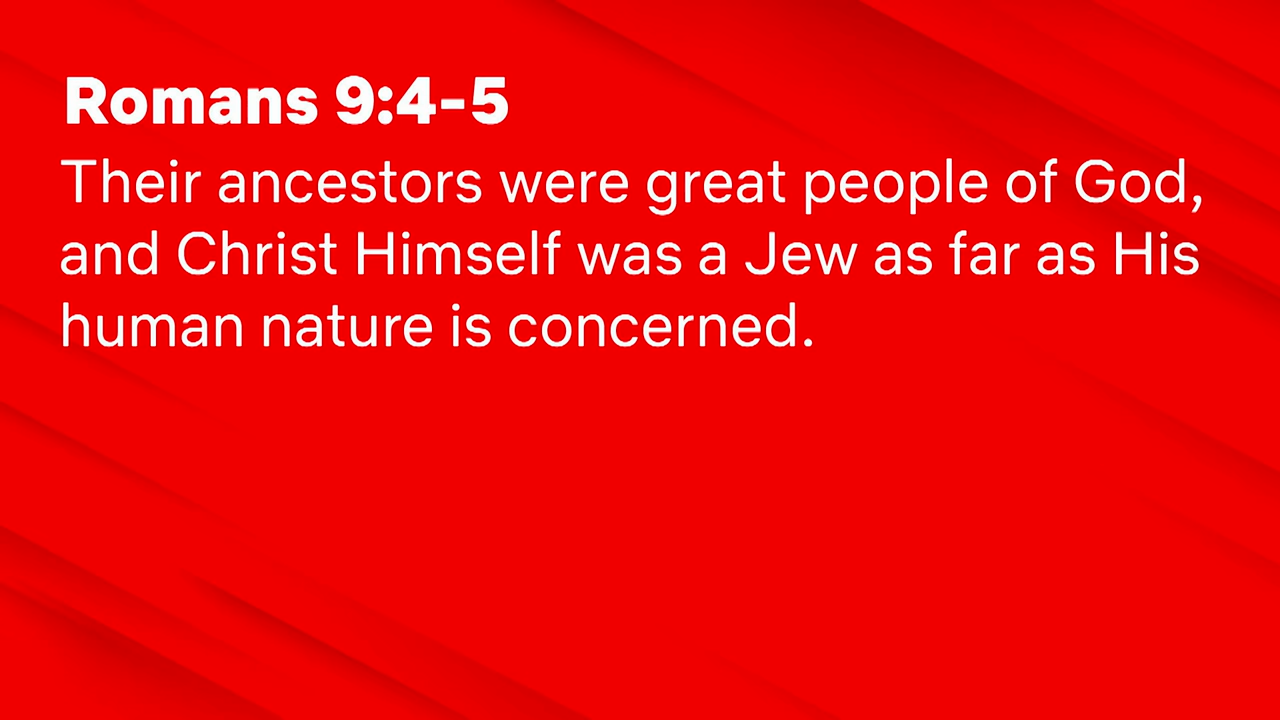 Romans 9:4-5
Their ancestors were great people of God,
and Christ Himself was a Jew as far as His
human nature is concerned.